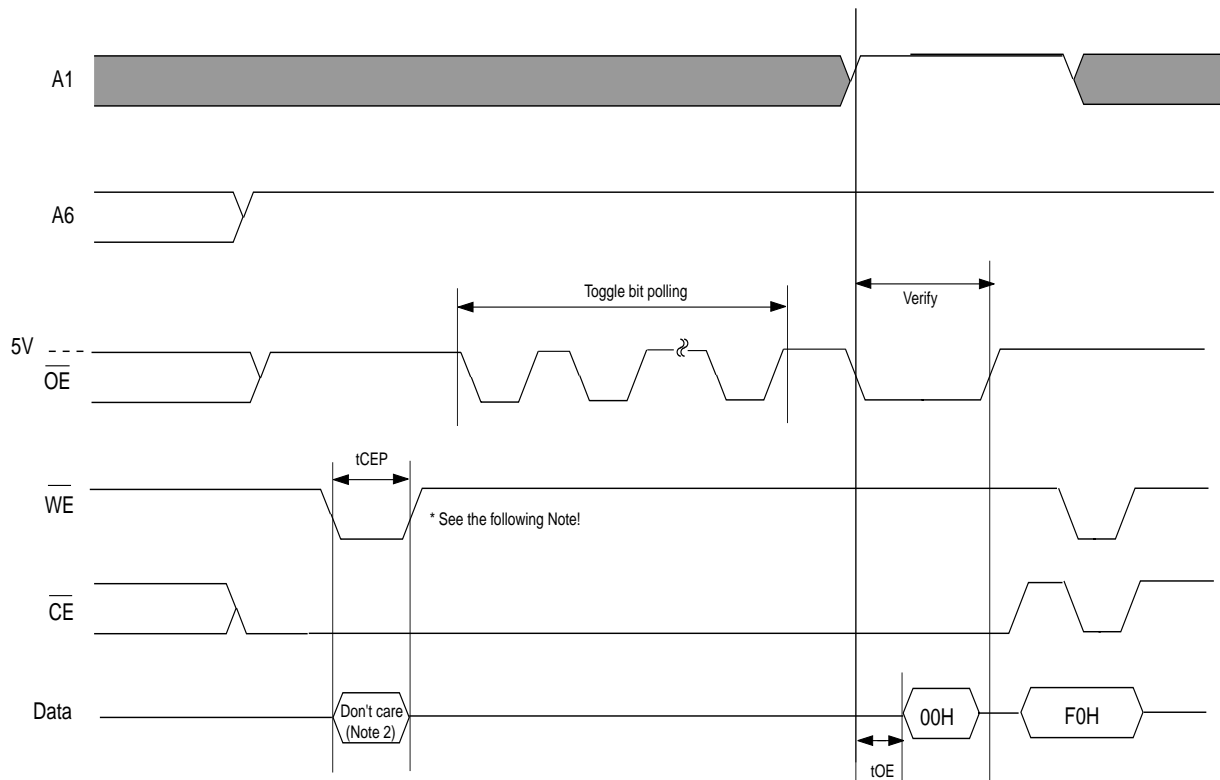 A1
A6
Toggle bit polling
Verify
5V
OE
tCEP
WE
* See the following Note!
CE
Data
Don't care
(Note 2)
00H
F0H
tOE